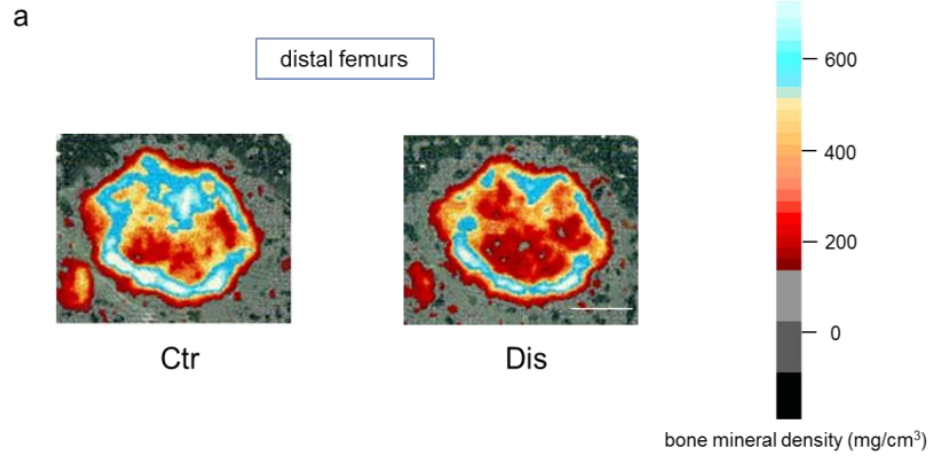 a
distal femurs
Ctr
Dis
600
400
200
0
bone mineral density (mg/cm³)